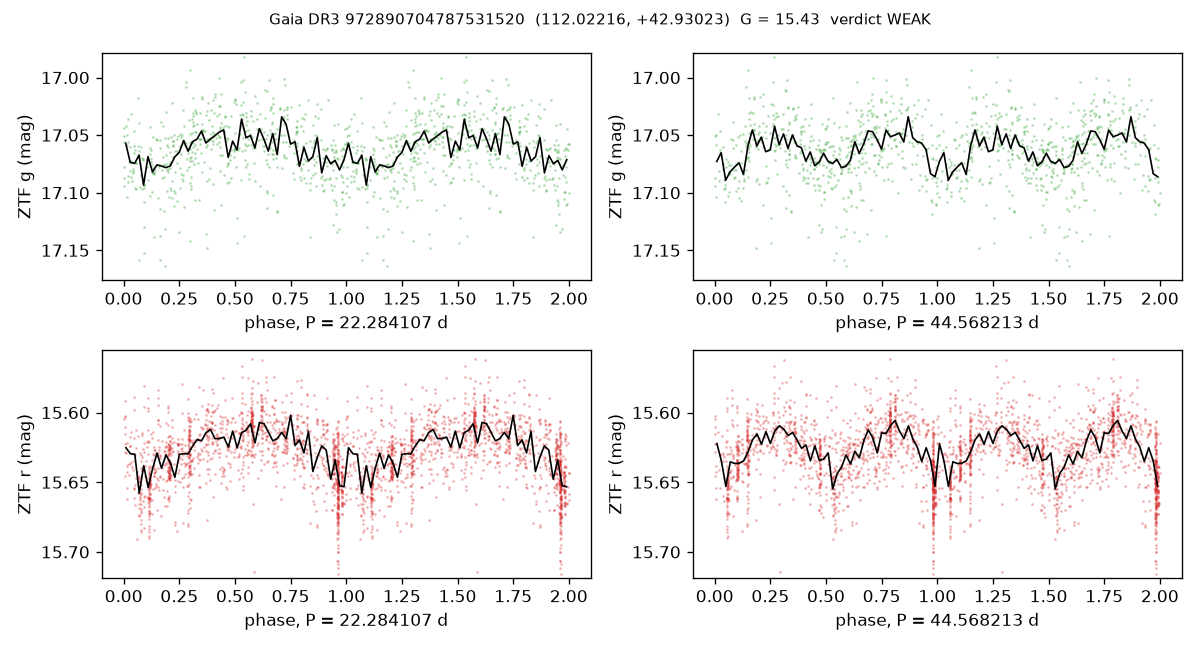 Gaia DR3 972890704787531520  (112.02216, +42.93023)  G = 15.43  verdict WEAK
ZTF g (mag)
17.00
17.05
17.10
17.15
0.00 0.25 0.50 0.75 1.00 1.25 1.50 1.75 2.00
phase, P = 22.284107 d
ZTF g (mag)
17.00
17.05
17.10
17.15
0.00 0.25 0.50 0.75 1.00 1.25 1.50 1.75 2.00
phase, P = 44.568213 d
ZTF r (mag)
15.60
15.65
15.70
0.00 0.25 0.50 0.75 1.00 1.25 1.50 1.75 2.00
phase, P = 22.284107 d
ZTF r (mag)
15.60
15.65
15.70
0.00 0.25 0.50 0.75 1.00 1.25 1.50 1.75 2.00
phase, P = 44.568213 d